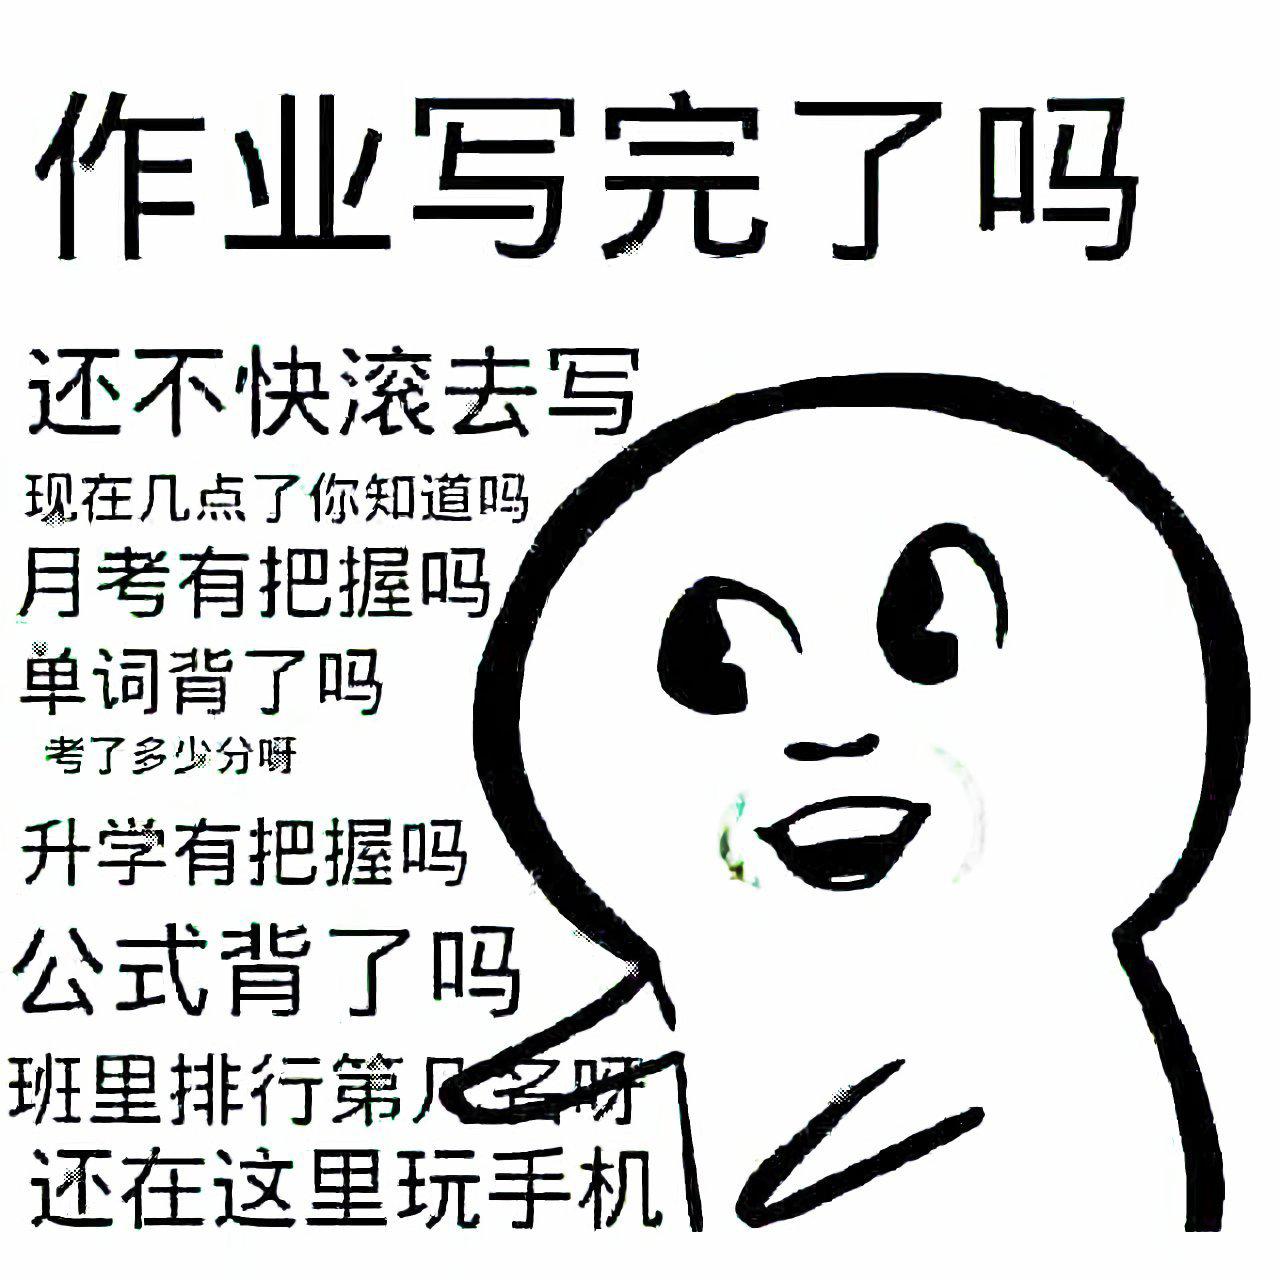 作业写完了吗
还不快滚去写
现在几点了你知道吗
月考有把握吗
单词背了吗
考了多少分呀
升学有把握吗
公式背了吗
班里排行第几名呀
还在这里玩手机